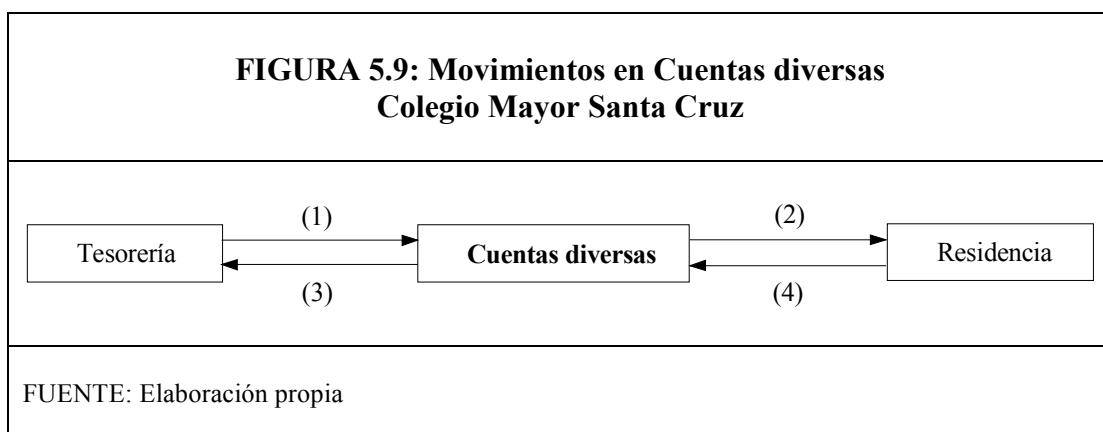 FIGURA 5.9: Movimientos en Cuentas diversas
Colegio Mayor Santa Cruz
(1)
(2)
Tesorería
Cuentas diversas
Residencia
(3)
(4)
FUENTE: Elaboración propia